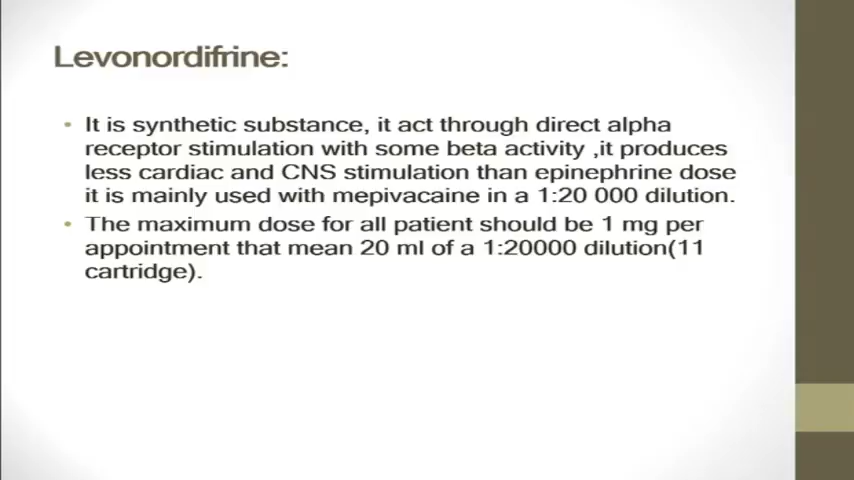 Levonordifrine:
• It is synthetic substance, it act through direct alpha
receptor stimulation with some beta activity ,it produces
less cardiac and CNS stimulation than epinephrine dose
it is mainly used with mepivacaine in a 1:20 000 dilution.
• The maximum dose for all patient should be 1 mg per
appointment that mean 20 ml of a 1:20000 dilution(11
cartridge).